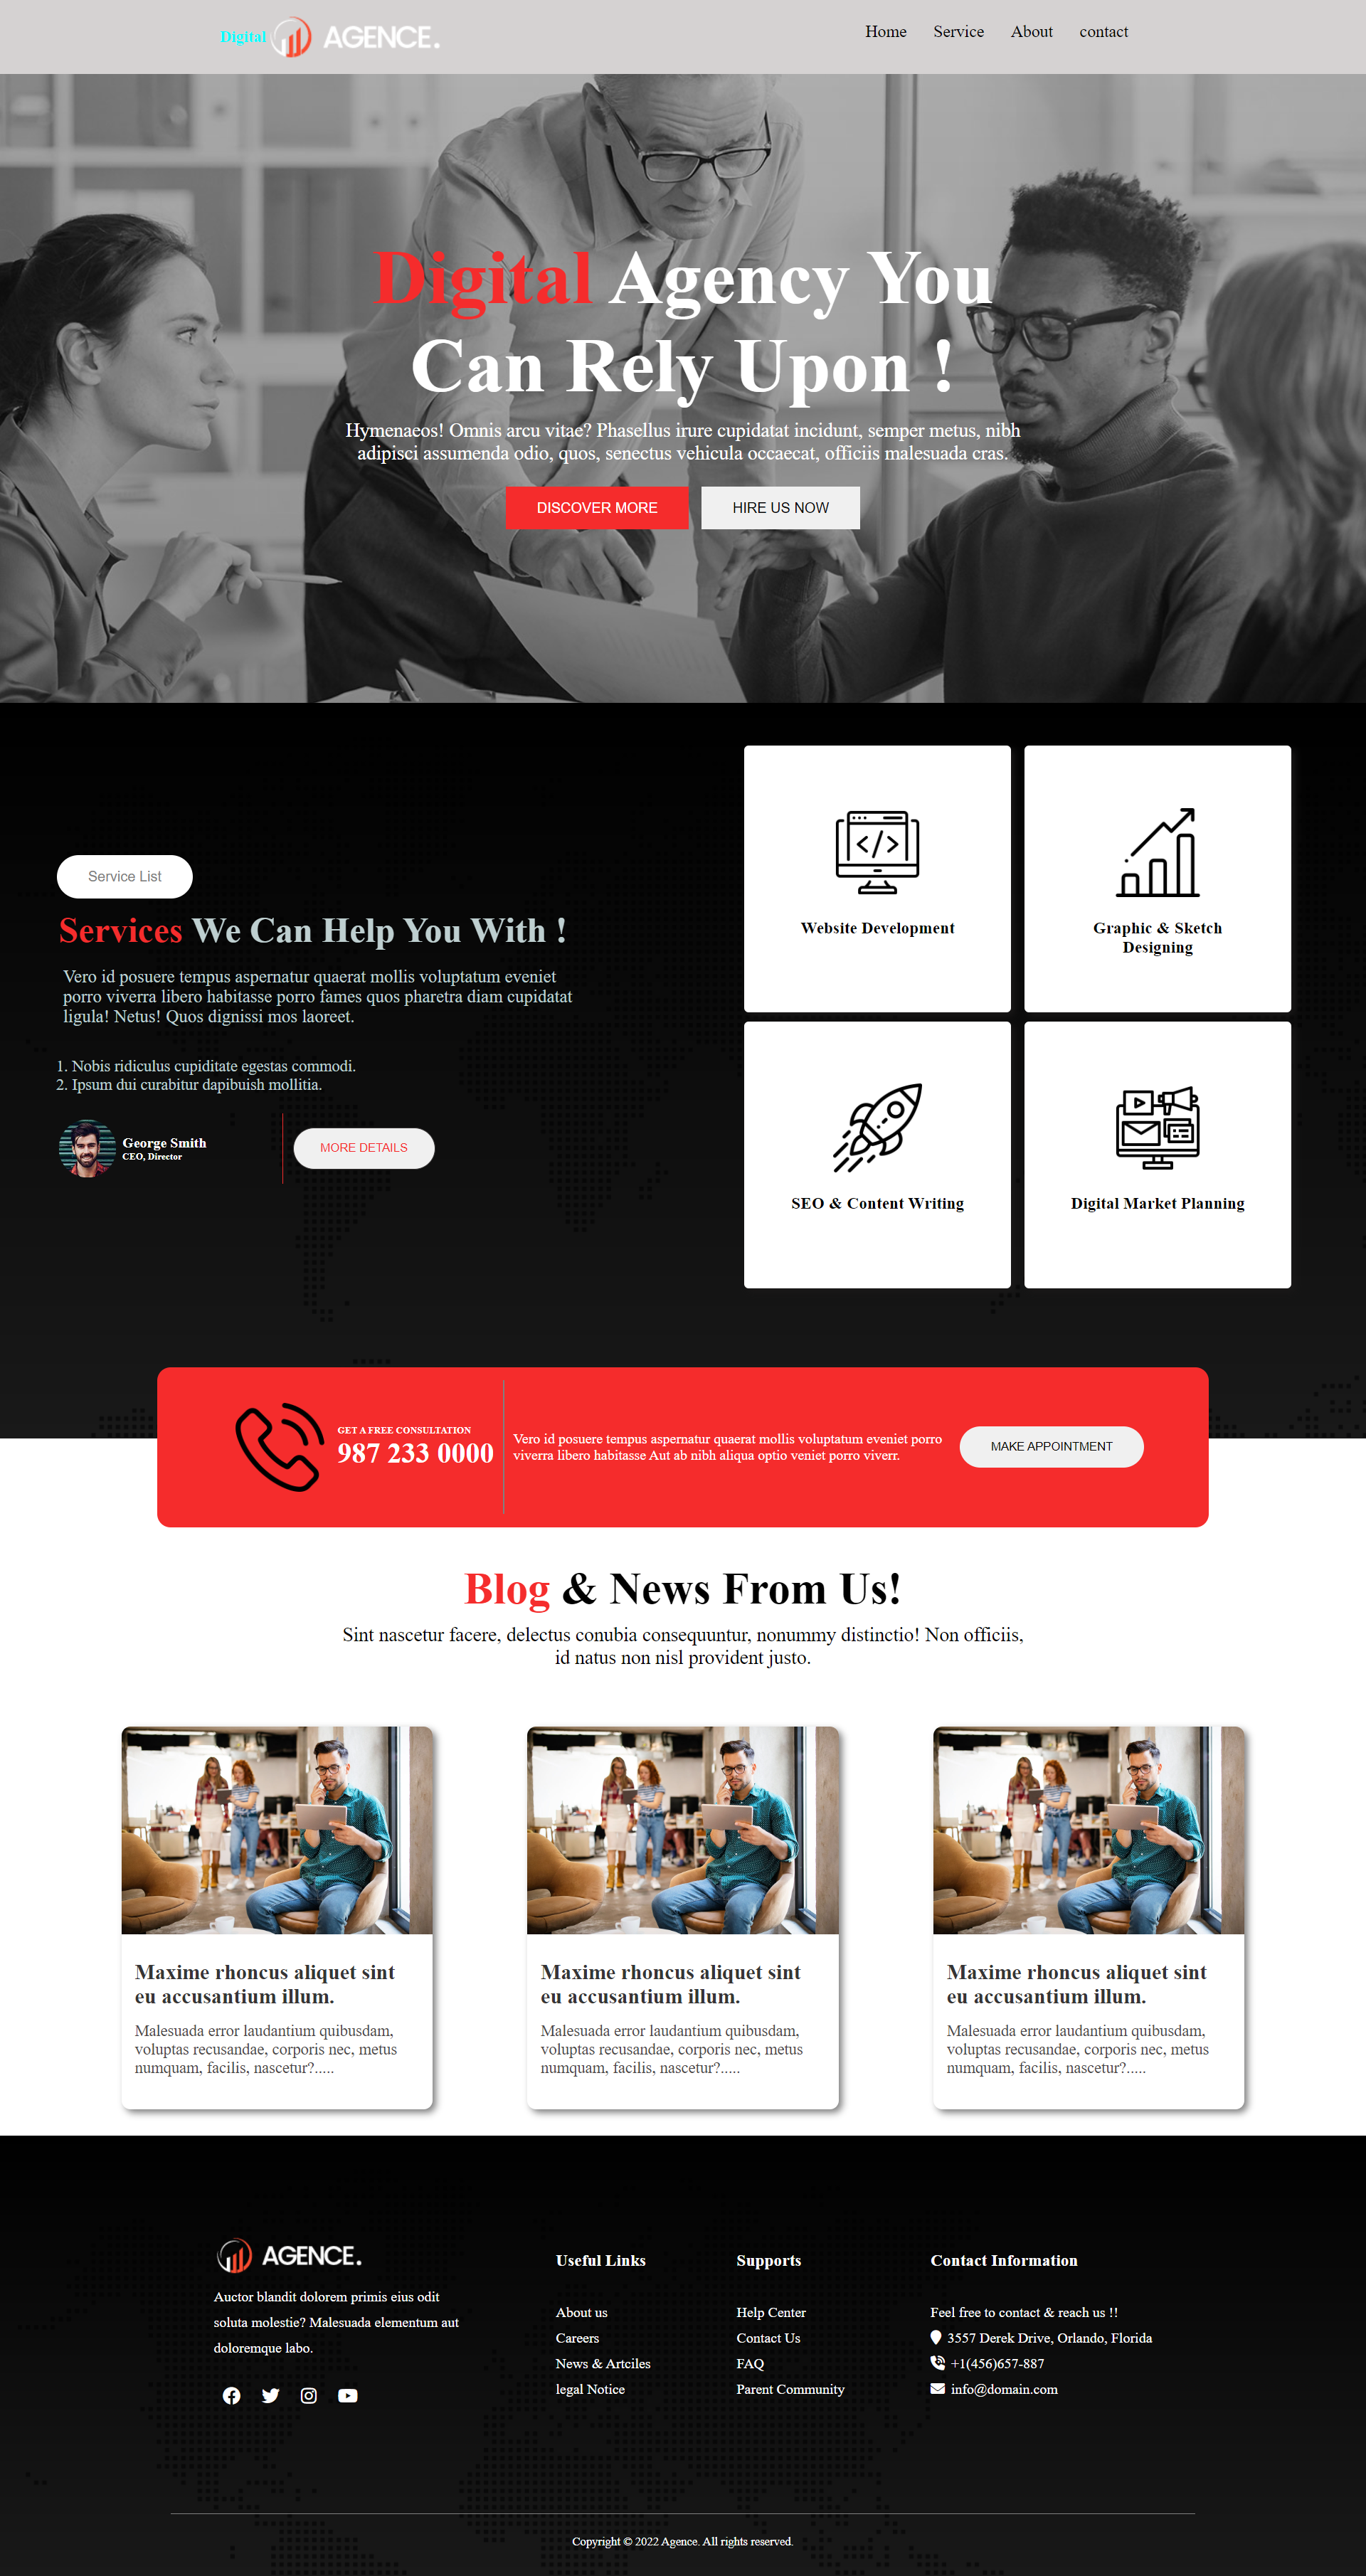 Digital AGENCE.
Home Service About contact
Digital Agency You
Can Rely Upon !
Hymenaeos! Omnis arcu vitae? Phasellus irure cupidatat incidunt, semper metus, nibh
adipisci assumenda odio, quos, senectus vehicula occaecat, officiis malesuada cras.
DISCOVER MORE
HIRE US NOW
Service List
Services We Can Help You With !
Vero id posuere tempus aspernatur quaerat mollis voluptatum eveniet
porro viverra libero habitasse porro fames quos pharetra diam cupidatat
ligula! Netus! Quos dignissi mos laoreet.
1. Nobis ridiculus cupiditate egestas commodi.
2. Ipsum dui curabitur dapibuish mollitia.
George Smith
CEO, Director
MORE DETAILS
Website Development
Graphic & Sketch
Designing
SEO & Content Writing
Digital Market Planning
GET A FREE CONSULTATION
987 233 0000
Vero id posuere tempus aspernatur quaerat mollis voluptatum eveniet porro
viverra libero habitasse Aut ab nibh aliqua optio veniet porro viverr.
MAKE APPOINTMENT
Blog & News From Us!
Sint nascetur facere, delectus conubia consequuntur, nonummy distinctio! Non officiis,
id natus non nisl provident justo.
Maxime rhoncus aliquet sint
eu accusantium illum.
Malesuada error laudantium quibusdam,
voluptas recusandae, corporis nec, metus
numquam, facilis, nascetur?.....
Maxime rhoncus aliquet sint
eu accusantium illum.
Malesuada error laudantium quibusdam,
voluptas recusandae, corporis nec, metus
numquam, facilis, nascetur?.....
Maxime rhoncus aliquet sint
eu accusantium illum.
Malesuada error laudantium quibusdam,
voluptas recusandae, corporis nec, metus
numquam, facilis, nascetur?.....
AGENCE.
Auctor blandit dolorem primis eius odit
soluta molestie? Malesuada elementum aut
doloremque labo.
Useful Links
About us
Careers
News & Artciles
legal Notice
Supports
Help Center
Contact Us
FAQ
Parent Community
Contact Information
Feel free to contact & reach us !!
3557 Derek Drive, Orlando, Florida
+1(456)657-887
info@domain.com
Copyright © 2022 Agence. All rights reserved.